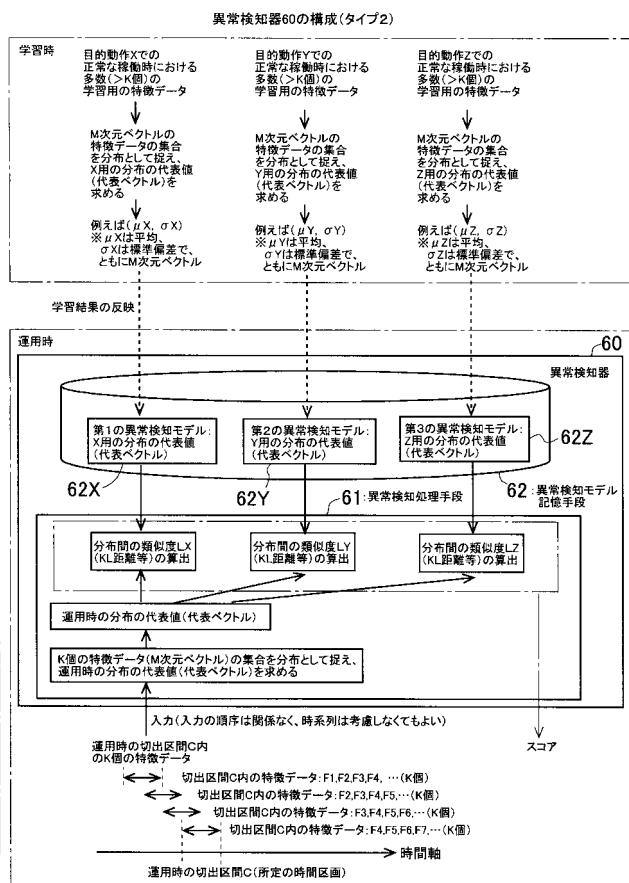 異常検知器60の構成(タイプ2)
学習時
目的動作Xでの
正常な稼働時における
多数(>K個)の
学習用の特徴データ
M次元ベクトルの
特徴データの集合
を分布として捉え、
X用の分布の代表値
(代表ベクトル)を
求める
例えば(μX, σX)
※μXは平均、
σXは標準偏差で、
ともにM次元ベクトル
目的動作Yでの
正常な稼働時における
多数(>K個)の
学習用の特徴データ
M次元ベクトルの
特徴データの集合
を分布として捉え、
Y用の分布の代表値
(代表ベクトル)を
求める
例えば(μY, σY)
※μYは平均、
σYは標準偏差で、
ともにM次元ベクトル
目的動作Zでの
正常な稼働時における
多数(>K個)の
学習用の特徴データ
M次元ベクトルの
特徴データの集合
を分布として捉え、
Z用の分布の代表値
(代表ベクトル)を
求める
例えば(μZ, σZ)
※μZは平均、
σZは標準偏差で、
ともにM次元ベクトル
学習結果の反映
運用時
60
異常検知器
第1の異常検知モデル:
X用の分布の代表値
(代表ベクトル)
62X
第2の異常検知モデル:
Y用の分布の代表値
(代表ベクトル)
62Y
第3の異常検知モデル:
Z用の分布の代表値
(代表ベクトル)
62Z
62:異常検知モデル
記憶手段
61:異常検知処理手段
分布間の類似度LX
(KL距離等)の算出
分布間の類似度LY
(KL距離等)の算出
分布間の類似度LZ
(KL距離等)の算出
運用時の分布の代表値(代表ベクトル)
K個の特徴データ(M次元ベクトル)の集合を分布として捉え、
運用時の分布の代表値(代表ベクトル)を求める
入力(入力の順序は関係なく、時系列は考慮しなくてもよい)
スコア
運用時の切出区間C内
のK個の特徴データ
切出区間C内の特徴データ:F1,F2,F3,F4, …(K個)
切出区間C内の特徴データ:F2,F3,F4,F5,…(K個)
切出区間C内の特徴データ:F3,F4,F5,F6,…(K個)
切出区間C内の特徴データ:F4,F5,F6,F7,…(K個)
時間軸
運用時の切出区間C(所定の時間区画)